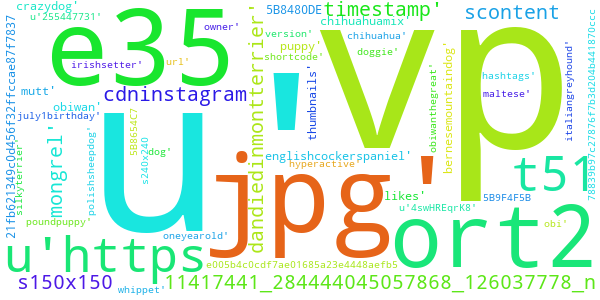 crazydog'
u'255447731'
e35
irishsetter'
owner'
url'
5B8480DE
version'
puppy'
shortcode'
timestamp'
chihuahuamix'
chihuahua'
doggie'
scontent
vp
hashtags'
maltese'
mutt'
obiwan'
cdninstagram
july1birthday'
21fb621349c0d456f32ffccae87f7837
silkyterrier'
mongrel'
polishsheepdog'
u'
5B8654C7
s240x240
dog'
dandiedinmontterrier'
thumbnails'
englishcockerspaniel'
hyperactive'
jpg'
likes'
u'4swHREqrK8'
obiwanthegreat'
bernesemountaindog'
5B9F4F5B
t51
italiangreyhound'
78839b97c27876f7b3d204b441870ccc
poundpuppy'
oneyearold'
ort2
obi'
u'https
e005b4c0cdf7ae01685a23e4448aefb5
s150x150
whippet'
11417441_284444045057868_126037778_n